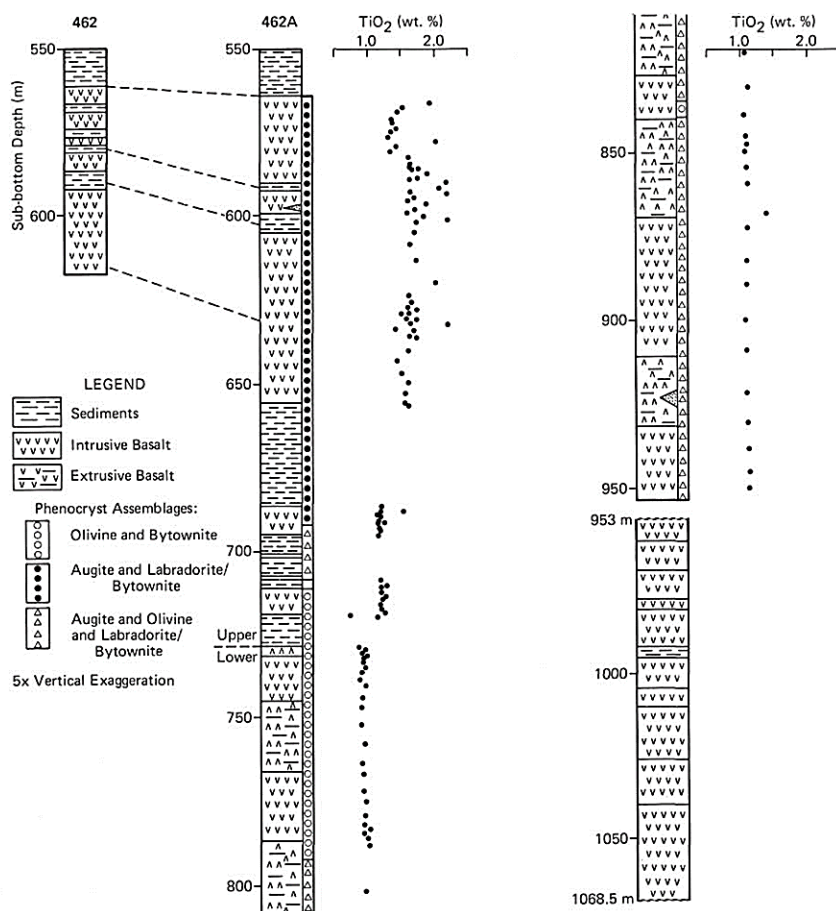 462
462A
TiO2 (wt. %)
1.0 2.0
550
550
Sub-bottom Depth (m)
600
600
650
700
Upper
Lower
750
800
LEGEND
Sediments
Intrusive Basalt
Extrusive Basalt
Phenocryst Assemblages:
Olivine and Bytownite
Augite and Labradorite/
Bytownite
Augite and Olivine
and Labradorite/
Bytownite
5x Vertical Exaggeration
TiO2 (wt. %)
1.0 2.0
850
900
950
953 m
1000
1050
1068.5 m